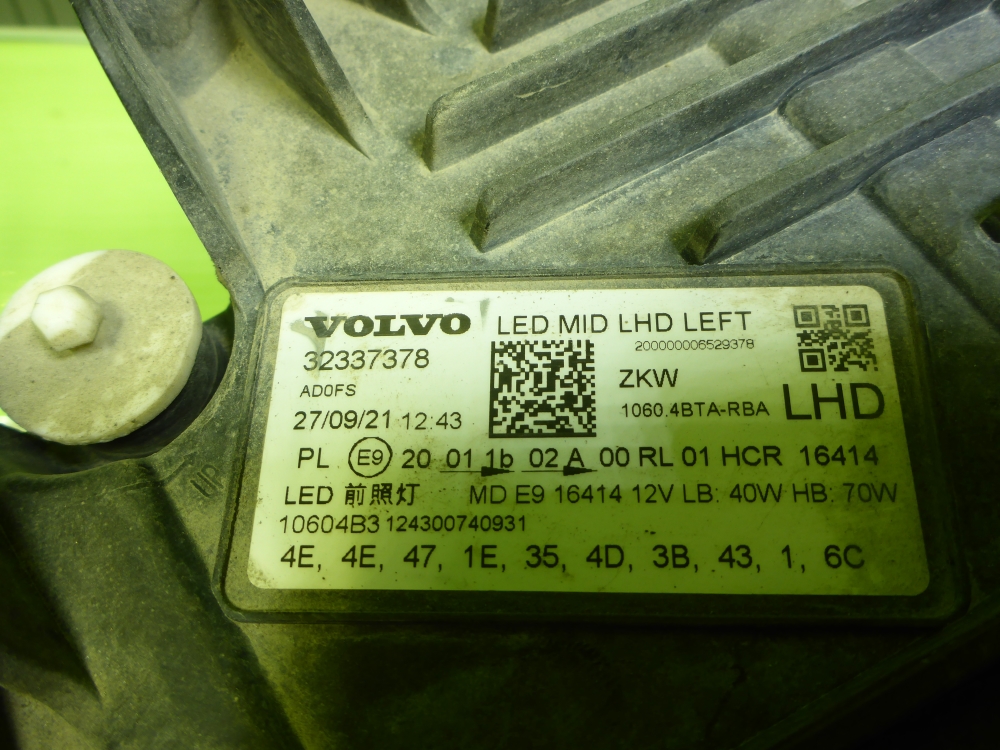 VOLVO LED MID LHD LEFT
32337378 200000006529378
AD0FS ZKW
27/09/21 12:43 1060.4BTA-RBA LHD
PL E9 20 01 1b 02 A 00 RL 01 HCR 16414
LED 前照灯 MD E9 16414 12V LB: 40W HB: 70W
10604B3 124300740931
4E, 4E, 47, 1E, 35, 4D, 3B, 43, 1, 6C